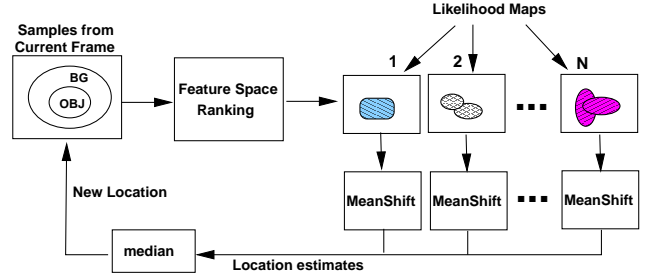 Likelihood Maps
Samples from
Current Frame
1
2
N
BG
OBJ
Feature Space
Ranking
MeanShift
MeanShift
MeanShift
New Location
median
Location estimates